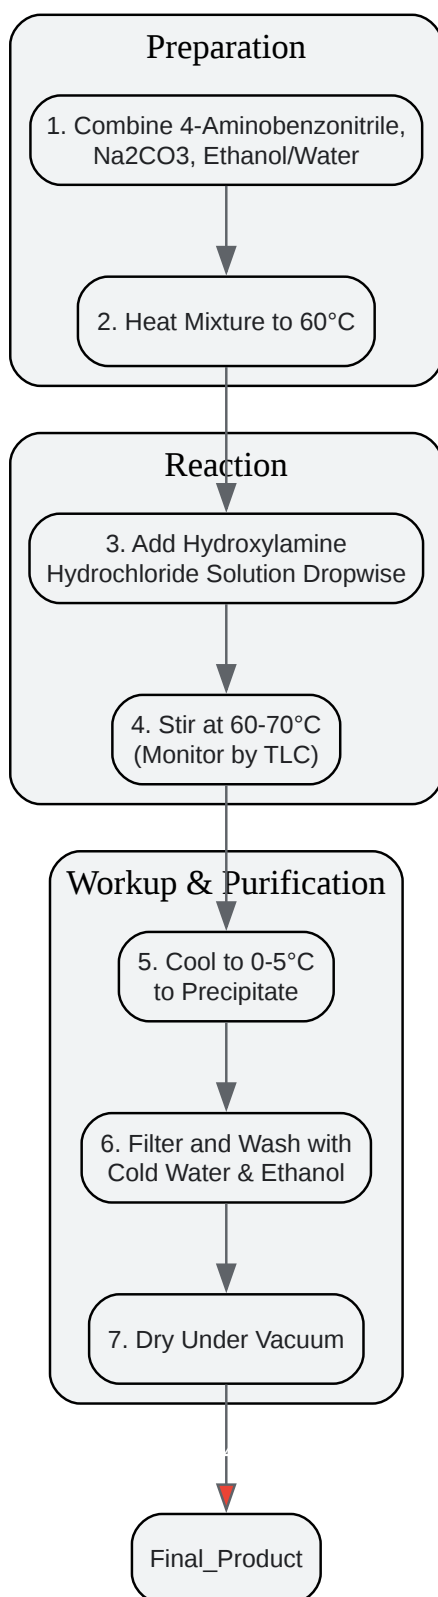 Preparation
1. Combine 4-Aminobenzonitrile,
Na2CO3, Ethanol/Water
2. Heat Mixture to 60°C
Reaction
3. Add Hydroxylamine
Hydrochloride Solution Dropwise
4. Stir at 60-70°C
(Monitor by TLC)
Workup & Purification
5. Cool to 0-5°C
to Precipitate
6. Filter and Wash with
Cold Water & Ethanol
7. Dry Under Vacuum
Final_Product